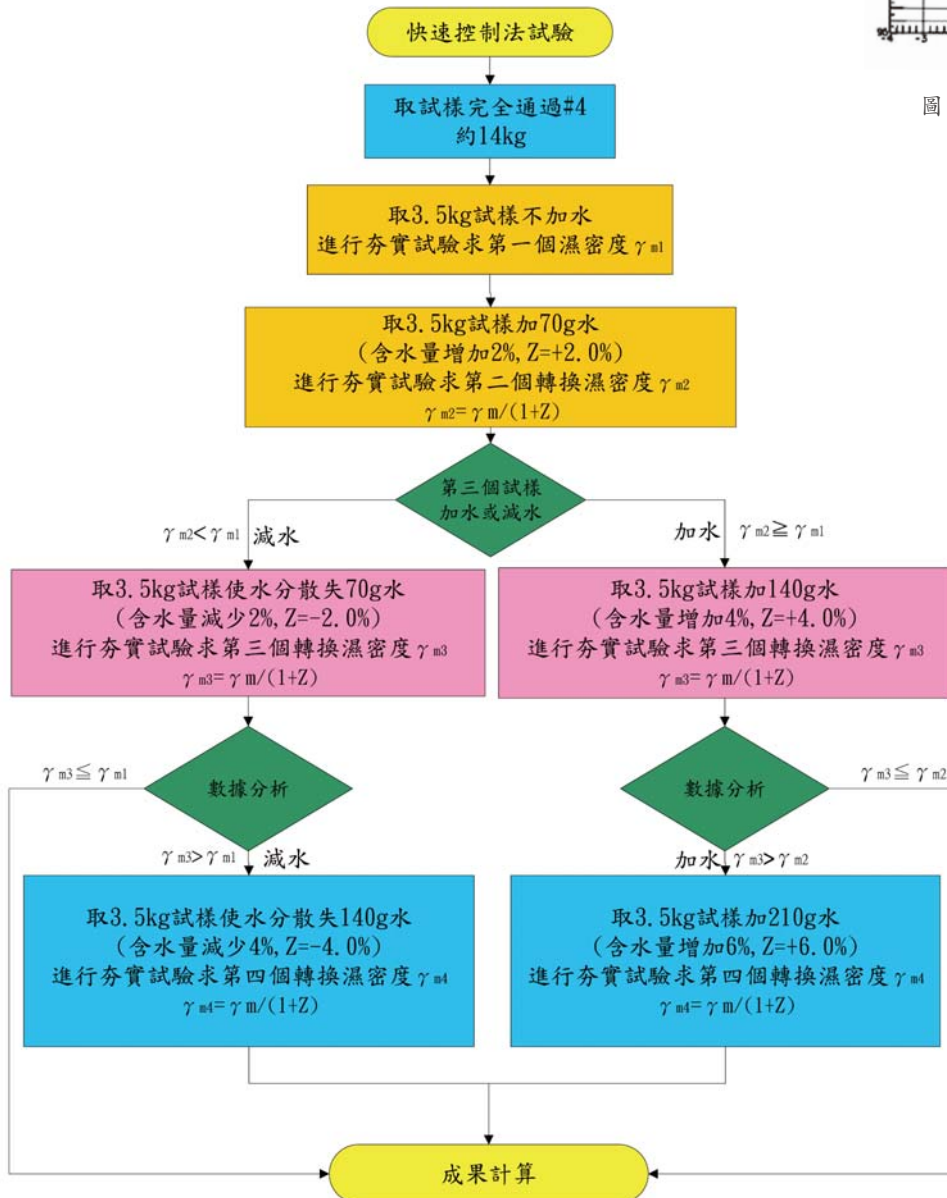 快速控制法試驗
圖
取試樣完全通過#4
約14kg
取3.5kg試樣不加水
進行夯實試驗求第一個濕密度γm1
取3.5kg試樣加70g水
(含水量增加2%, Z=+2.0%)
進行夯實試驗求第二個轉換濕密度γm2
γm2=γm/(1+Z)
第三個試樣
加水或減水
γm2<γm1 減水
加水 γm2≧γm1
取3.5kg試樣使水分散失70g水
(含水量減少2%, Z=-2.0%)
進行夯實試驗求第三個轉換濕密度γm3
γm3=γm/(1+Z)
取3.5kg試樣加140g水
(含水量增加4%, Z=+4.0%)
進行夯實試驗求第三個轉換濕密度γm3
γm3=γm/(1+Z)
γm3≦γm1
數據分析
γm3>γm1 減水
數據分析
γm3≦γm2
加水 γm3>γm2
取3.5kg試樣使水分散失140g水
(含水量減少4%, Z=-4.0%)
進行夯實試驗求第四個轉換濕密度γm4
γm4=γm/(1+Z)
取3.5kg試樣加210g水
(含水量增加6%, Z=+6.0%)
進行夯實試驗求第四個轉換濕密度γm4
γm4=γm/(1+Z)
成果計算